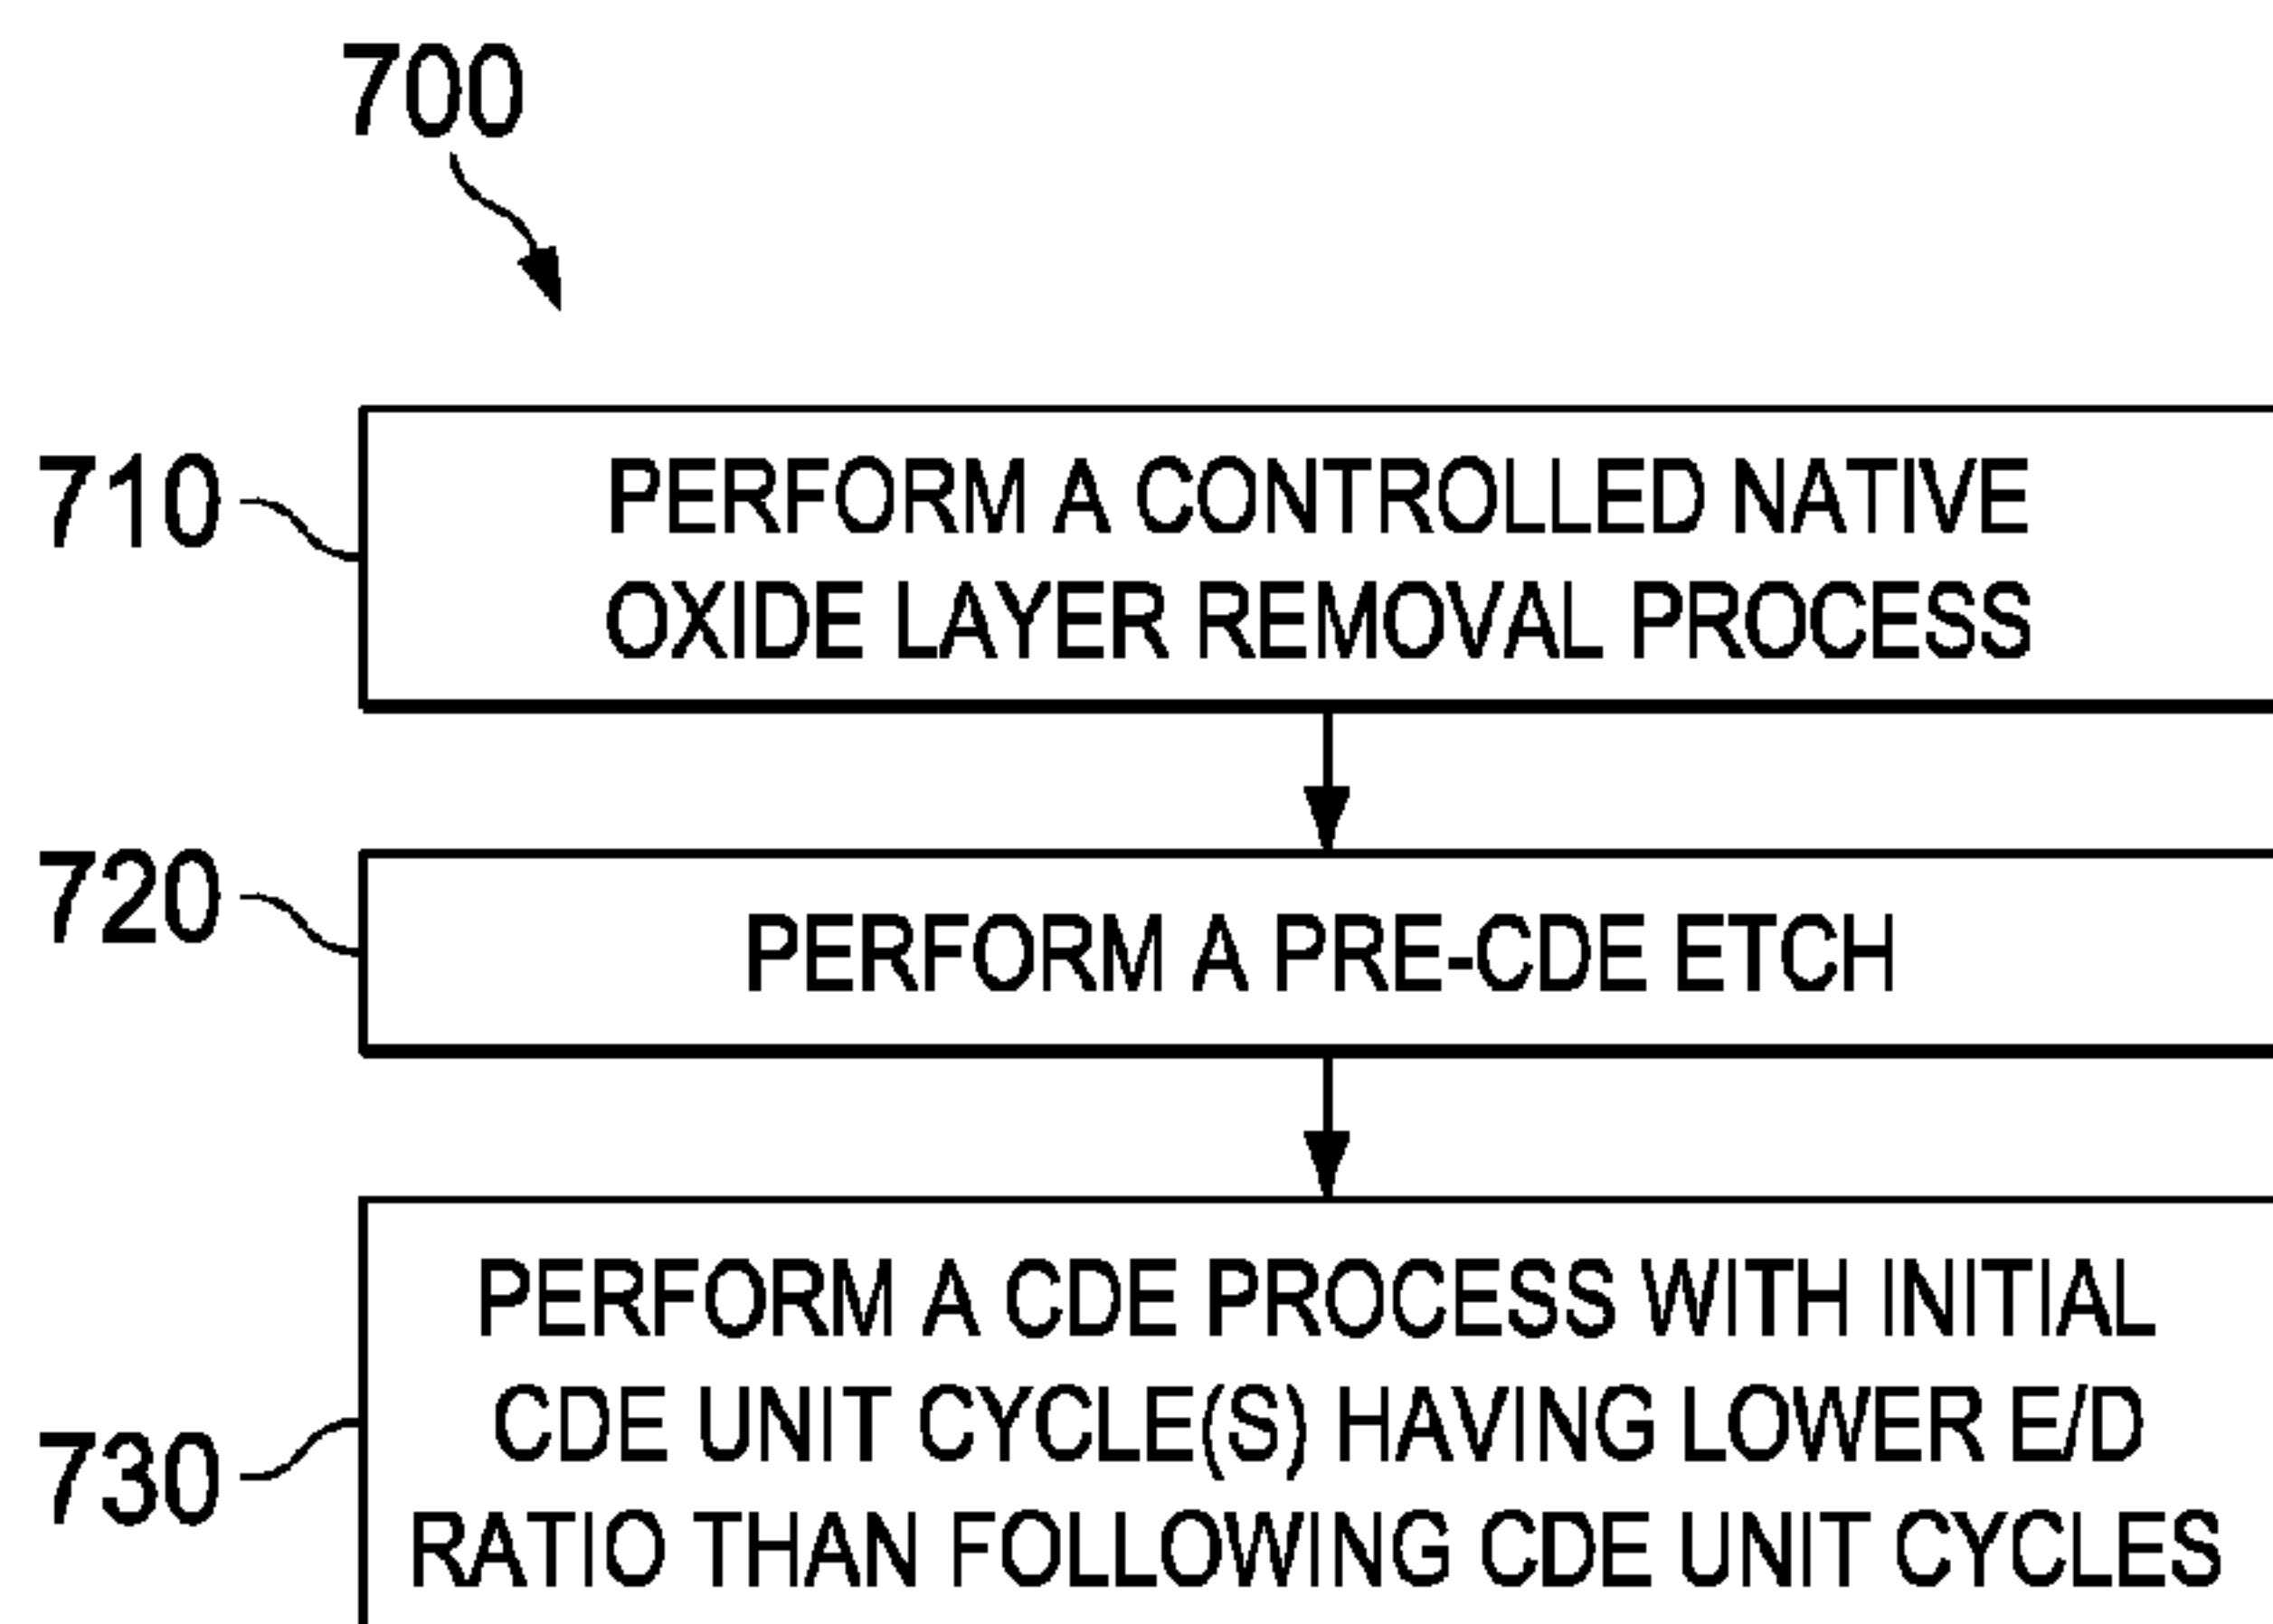 700
710
PERFORM A CONTROLLED NATIVE
OXIDE LAYER REMOVAL PROCESS
720
PERFORM A PRE-CDE ETCH
730
PERFORM A CDE PROCESS WITH INITIAL
CDE UNIT CYCLE(S) HAVING LOWER E/D
RATIO THAN FOLLOWING CDE UNIT CYCLES